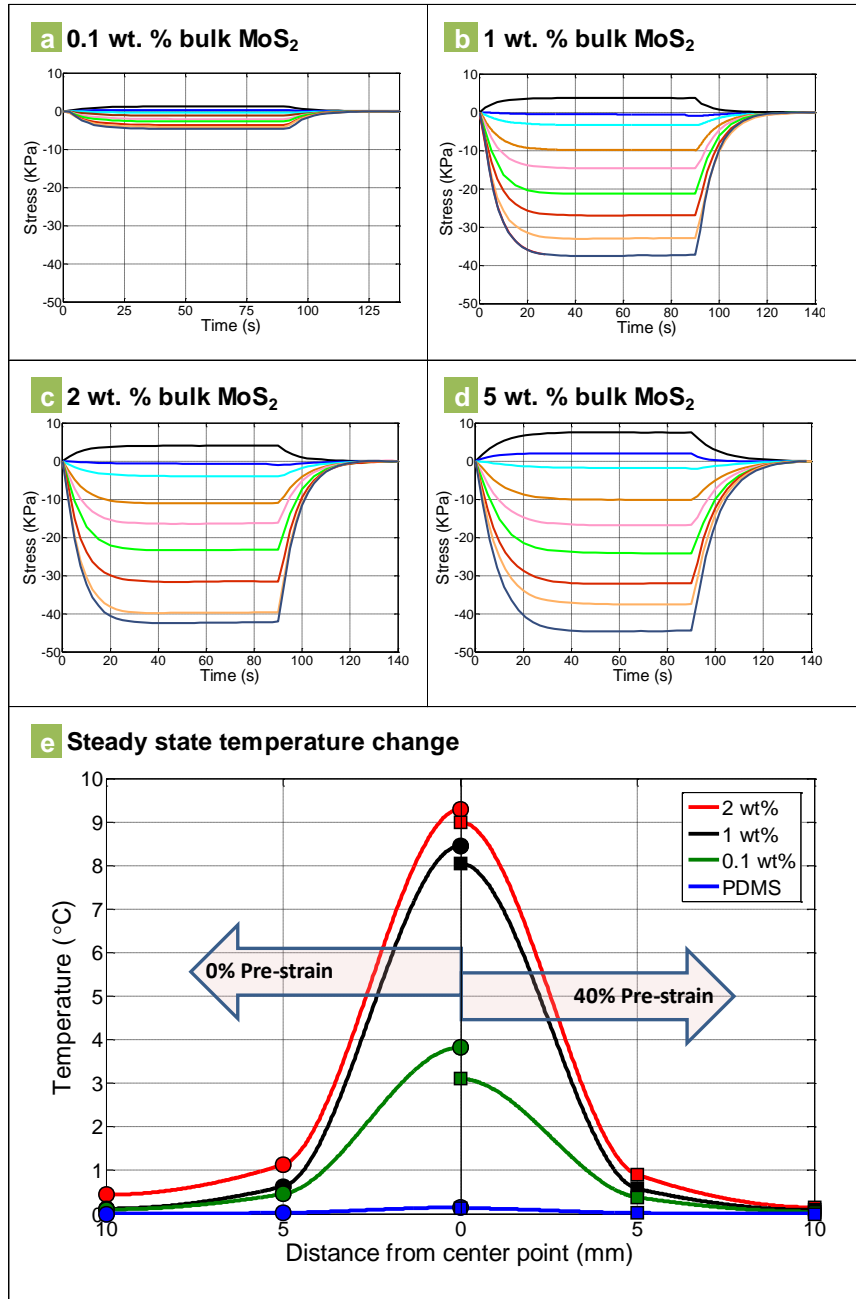 a 0.1 wt. % bulk MoS₂
10
0
-10
-20
-30
-40
-50
Stress (KPa)
0 25 50 75 100 125
Time (s)
b 1 wt. % bulk MoS₂
10
0
-10
-20
-30
-40
-50
Stress (KPa)
0 20 40 60 80 100 120 140
Time (s)
c 2 wt. % bulk MoS₂
10
0
-10
-20
-30
-40
-50
Stress (KPa)
0 20 40 60 80 100 120 140
Time (s)
d 5 wt. % bulk MoS₂
10
0
-10
-20
-30
-40
-50
Stress (KPa)
0 20 40 60 80 100 120 140
Time (s)
e Steady state temperature change
10
9
8
7
6
5
4
3
2
1
0
Temperature (°C)
2 wt%
1 wt%
0.1 wt%
PDMS
0% Pre-strain
40% Pre-strain
10 5 0 5 10
Distance from center point (mm)